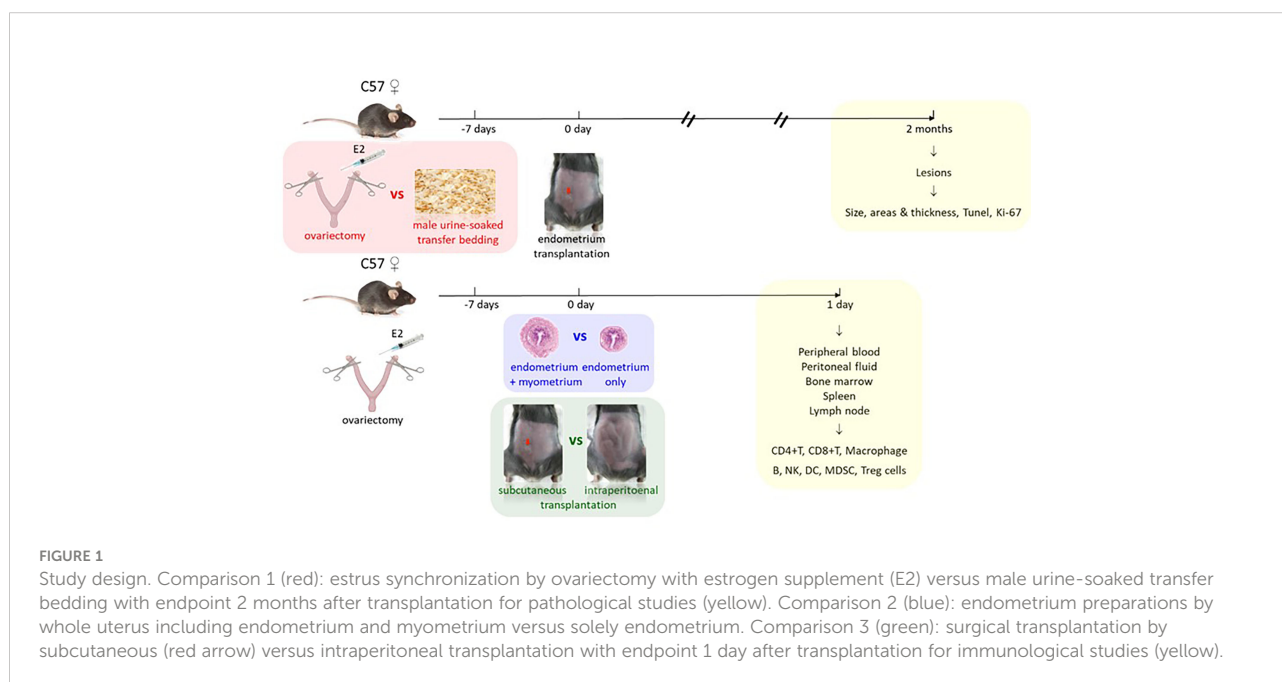 C57 ♀
-7 days
0 day
2 months
↓
Lesions
↓
Size, areas & thickness, Tunel, Ki-67
E2
vs
ovariectomy
male urine-soaked
transfer bedding
endometrium
transplantation
C57 ♀
-7 days
0 day
1 day
E2
ovariectomy
vs
endometrium
+ myometrium
endometrium
only
vs
subcutaneous
intraperitoenal
transplantation
↓
Peripheral blood
Peritoneal fluid
Bone marrow
Spleen
Lymph node
↓
CD4+T, CD8+T, Macrophage
B, NK, DC, MDSC, Treg cells
FIGURE 1
Study design. Comparison 1 (red): estrus synchronization by ovariectomy with estrogen supplement (E2) versus male urine-soaked transfer
bedding with endpoint 2 months after transplantation for pathological studies (yellow). Comparison 2 (blue): endometrium preparations by
whole uterus including endometrium and myometrium versus solely endometrium. Comparison 3 (green): surgical transplantation by
subcutaneous (red arrow) versus intraperitoneal transplantation with endpoint 1 day after transplantation for immunological studies (yellow).